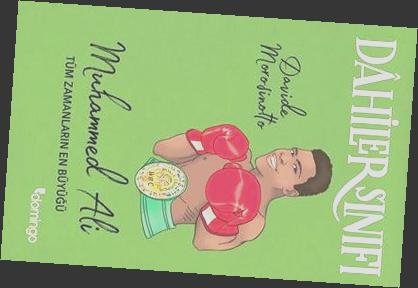 DÂHİLER SINIFI
Davide
Morosinotto
Muhammed Ali
TÜM ZAMANLARIN EN BÜYÜĞÜ
domingo